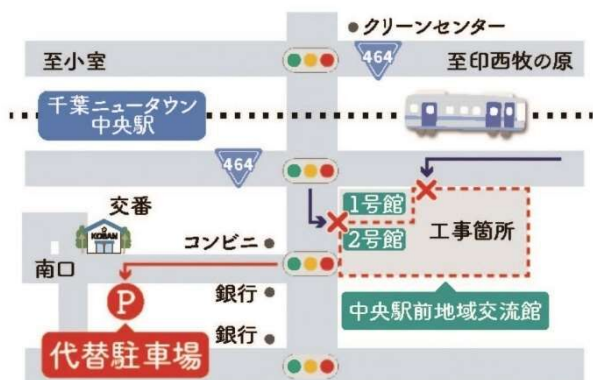 クリーンセンター
至小室
464
至印西牧の原
千葉ニュータウン
中央駅
464
交番
KOBAN
1号館
2号館
工事箇所
コンビニ
南口
銀行
P
中央駅前地域交流館
代替駐車場
銀行